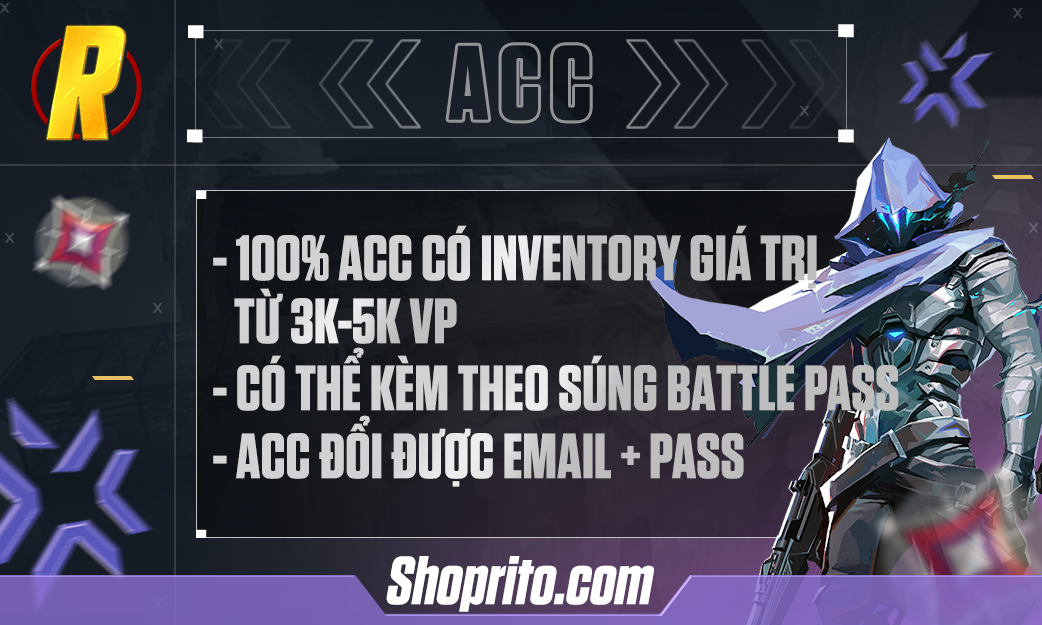 R
ACC
- 100% ACC CÓ INVENTORY GIÁ TRỊ
TỪ 3K-5K VP
- CÓ THỂ KÈM THEO SÚNG BATTLE PASS
- ACC ĐỔI ĐƯỢC EMAIL + PASS
Shoprito.com